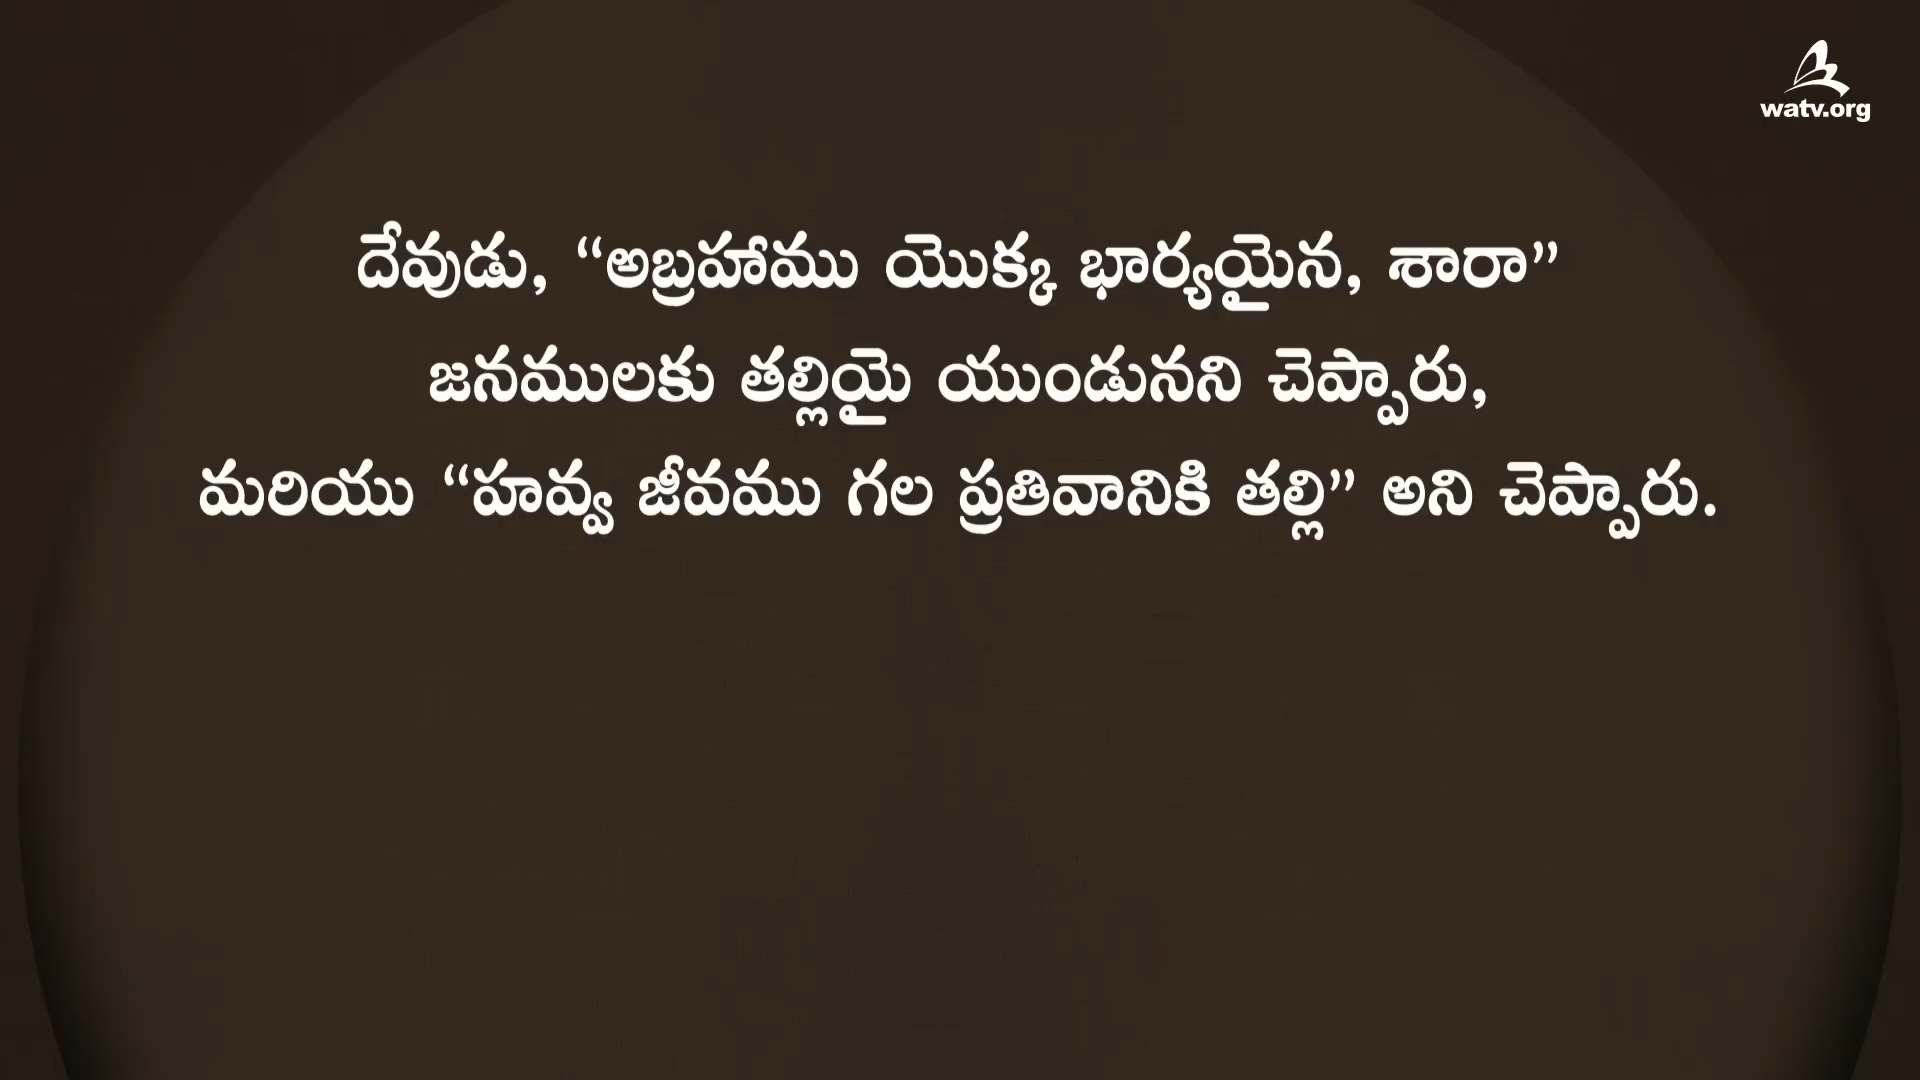 watv.org
దేవుడు, “అబ్రహాము యొక్క భార్యయైన, శారా”
జనములకు తల్లియై యుండునని చెప్పారు,
మరియు “హవ్వ జీవము గల ప్రతివానికి తల్లి” అని చెప్పారు.